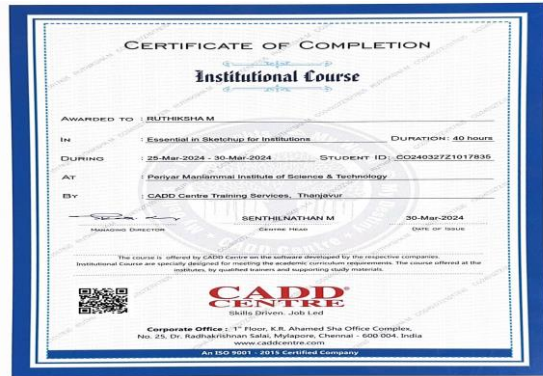 CERTIFICATE OF COMPLETION
Institutional Course
AWARDED TO : RUTHIKSHA M
IN : Essential in Sketchup for Institutions DURATION: 40 hours
DURING : 25-Mar-2024 - 30-Mar-2024 STUDENT ID: CO240327Z1017835
AT : Periyar Maniammai Institute of Science & Technology
BY : CADD Centre Training Services, Thanjavur
SENTHILNATHAN M 30-Mar-2024
MANAGING DIRECTOR CENTRE HEAD DATE OF ISSUE
The course is offered by CADD Centre on the software developed by the respective companies.
Institutional Course are specially designed for meeting the academic curriculum requirements. The course offered at the
institutes, by qualified trainers and supporting study materials.
CADD
CENTRE
Skills Driven. Job Led
Corporate Office : 1st Floor, K.R. Ahamed Sha Office Complex,
No. 25, Dr. Radhakrishnan Salai, Mylapore, Chennai - 600 004. India
www.caddcentre.com
An ISO 9001 - 2015 Certified Company